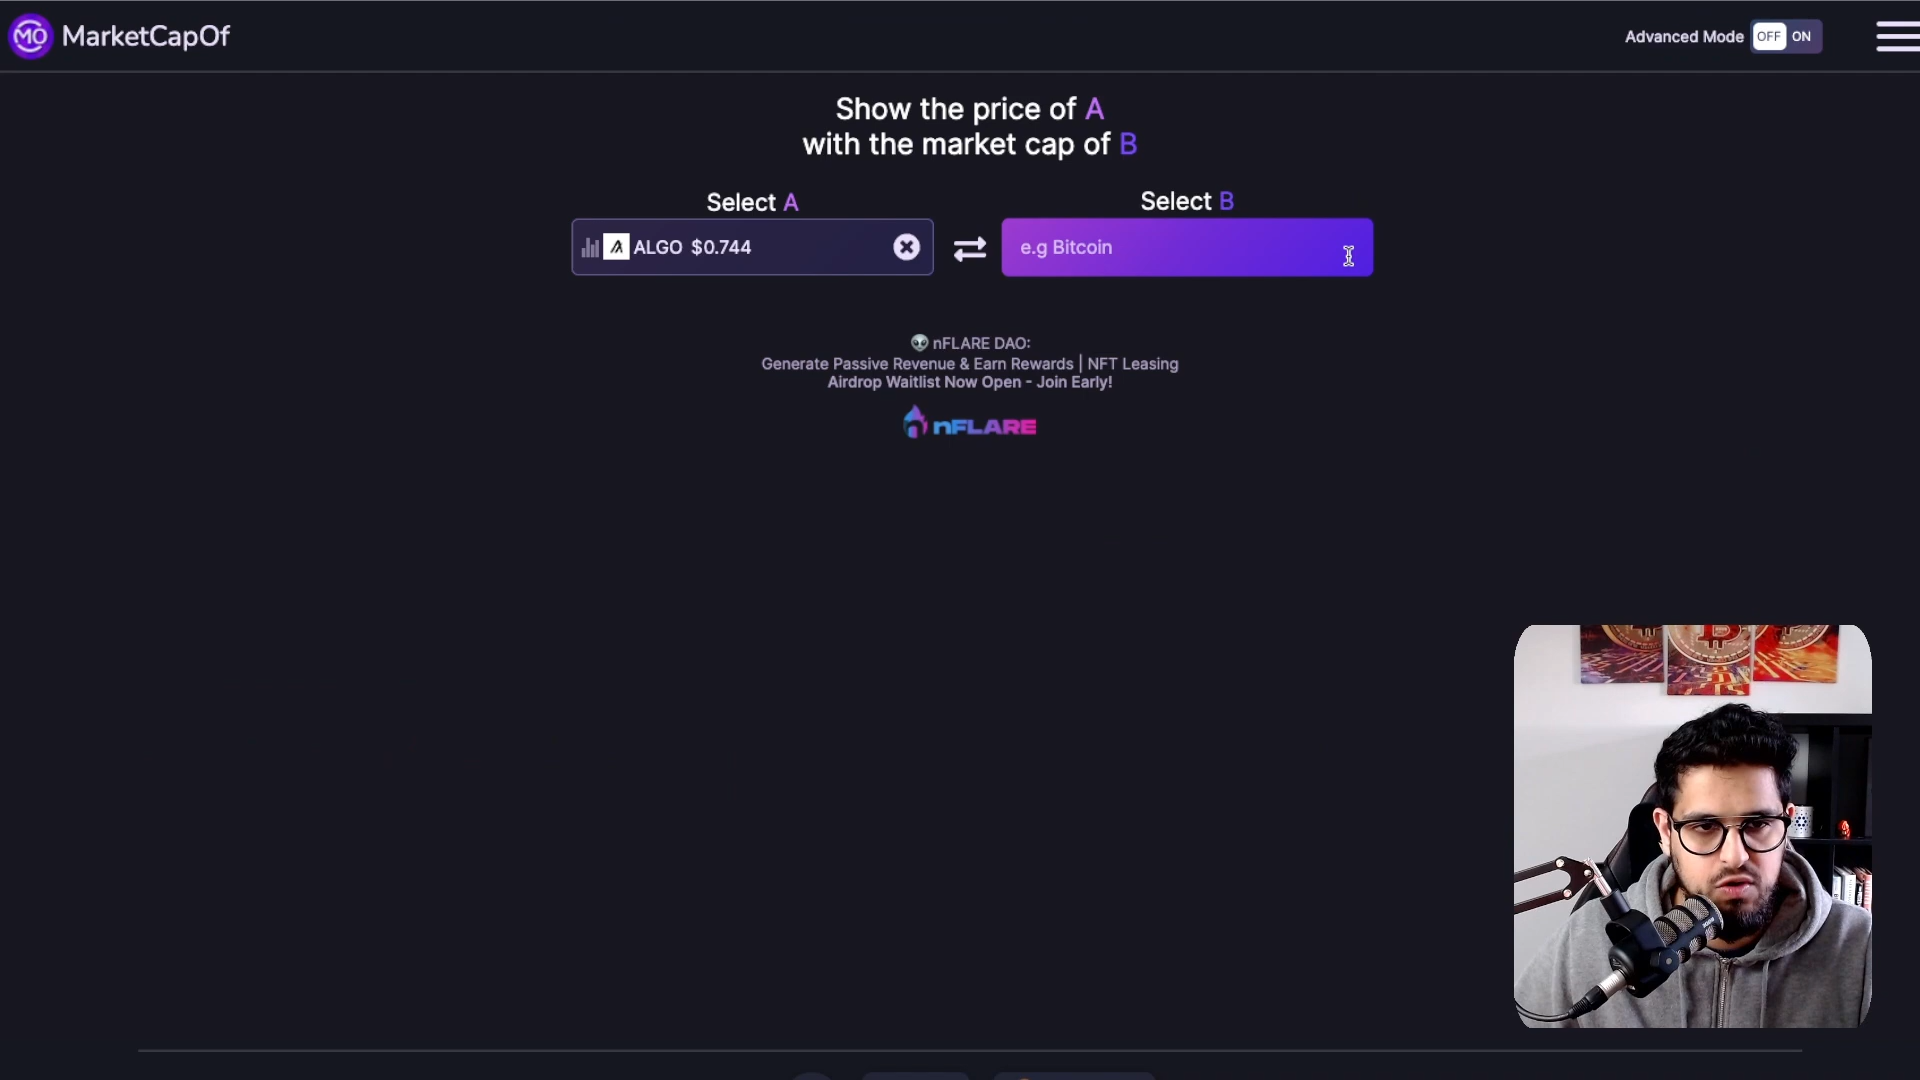 MO MarketCapOf
Advanced Mode OFF ON
Show the price of A
with the market cap of B
Select A
Select B
ALGO $0.744
e.g Bitcoin
👽 nFLARE DAO:
Generate Passive Revenue & Earn Rewards | NFT Leasing
Airdrop Waitlist Now Open - Join Early!
nFLARE